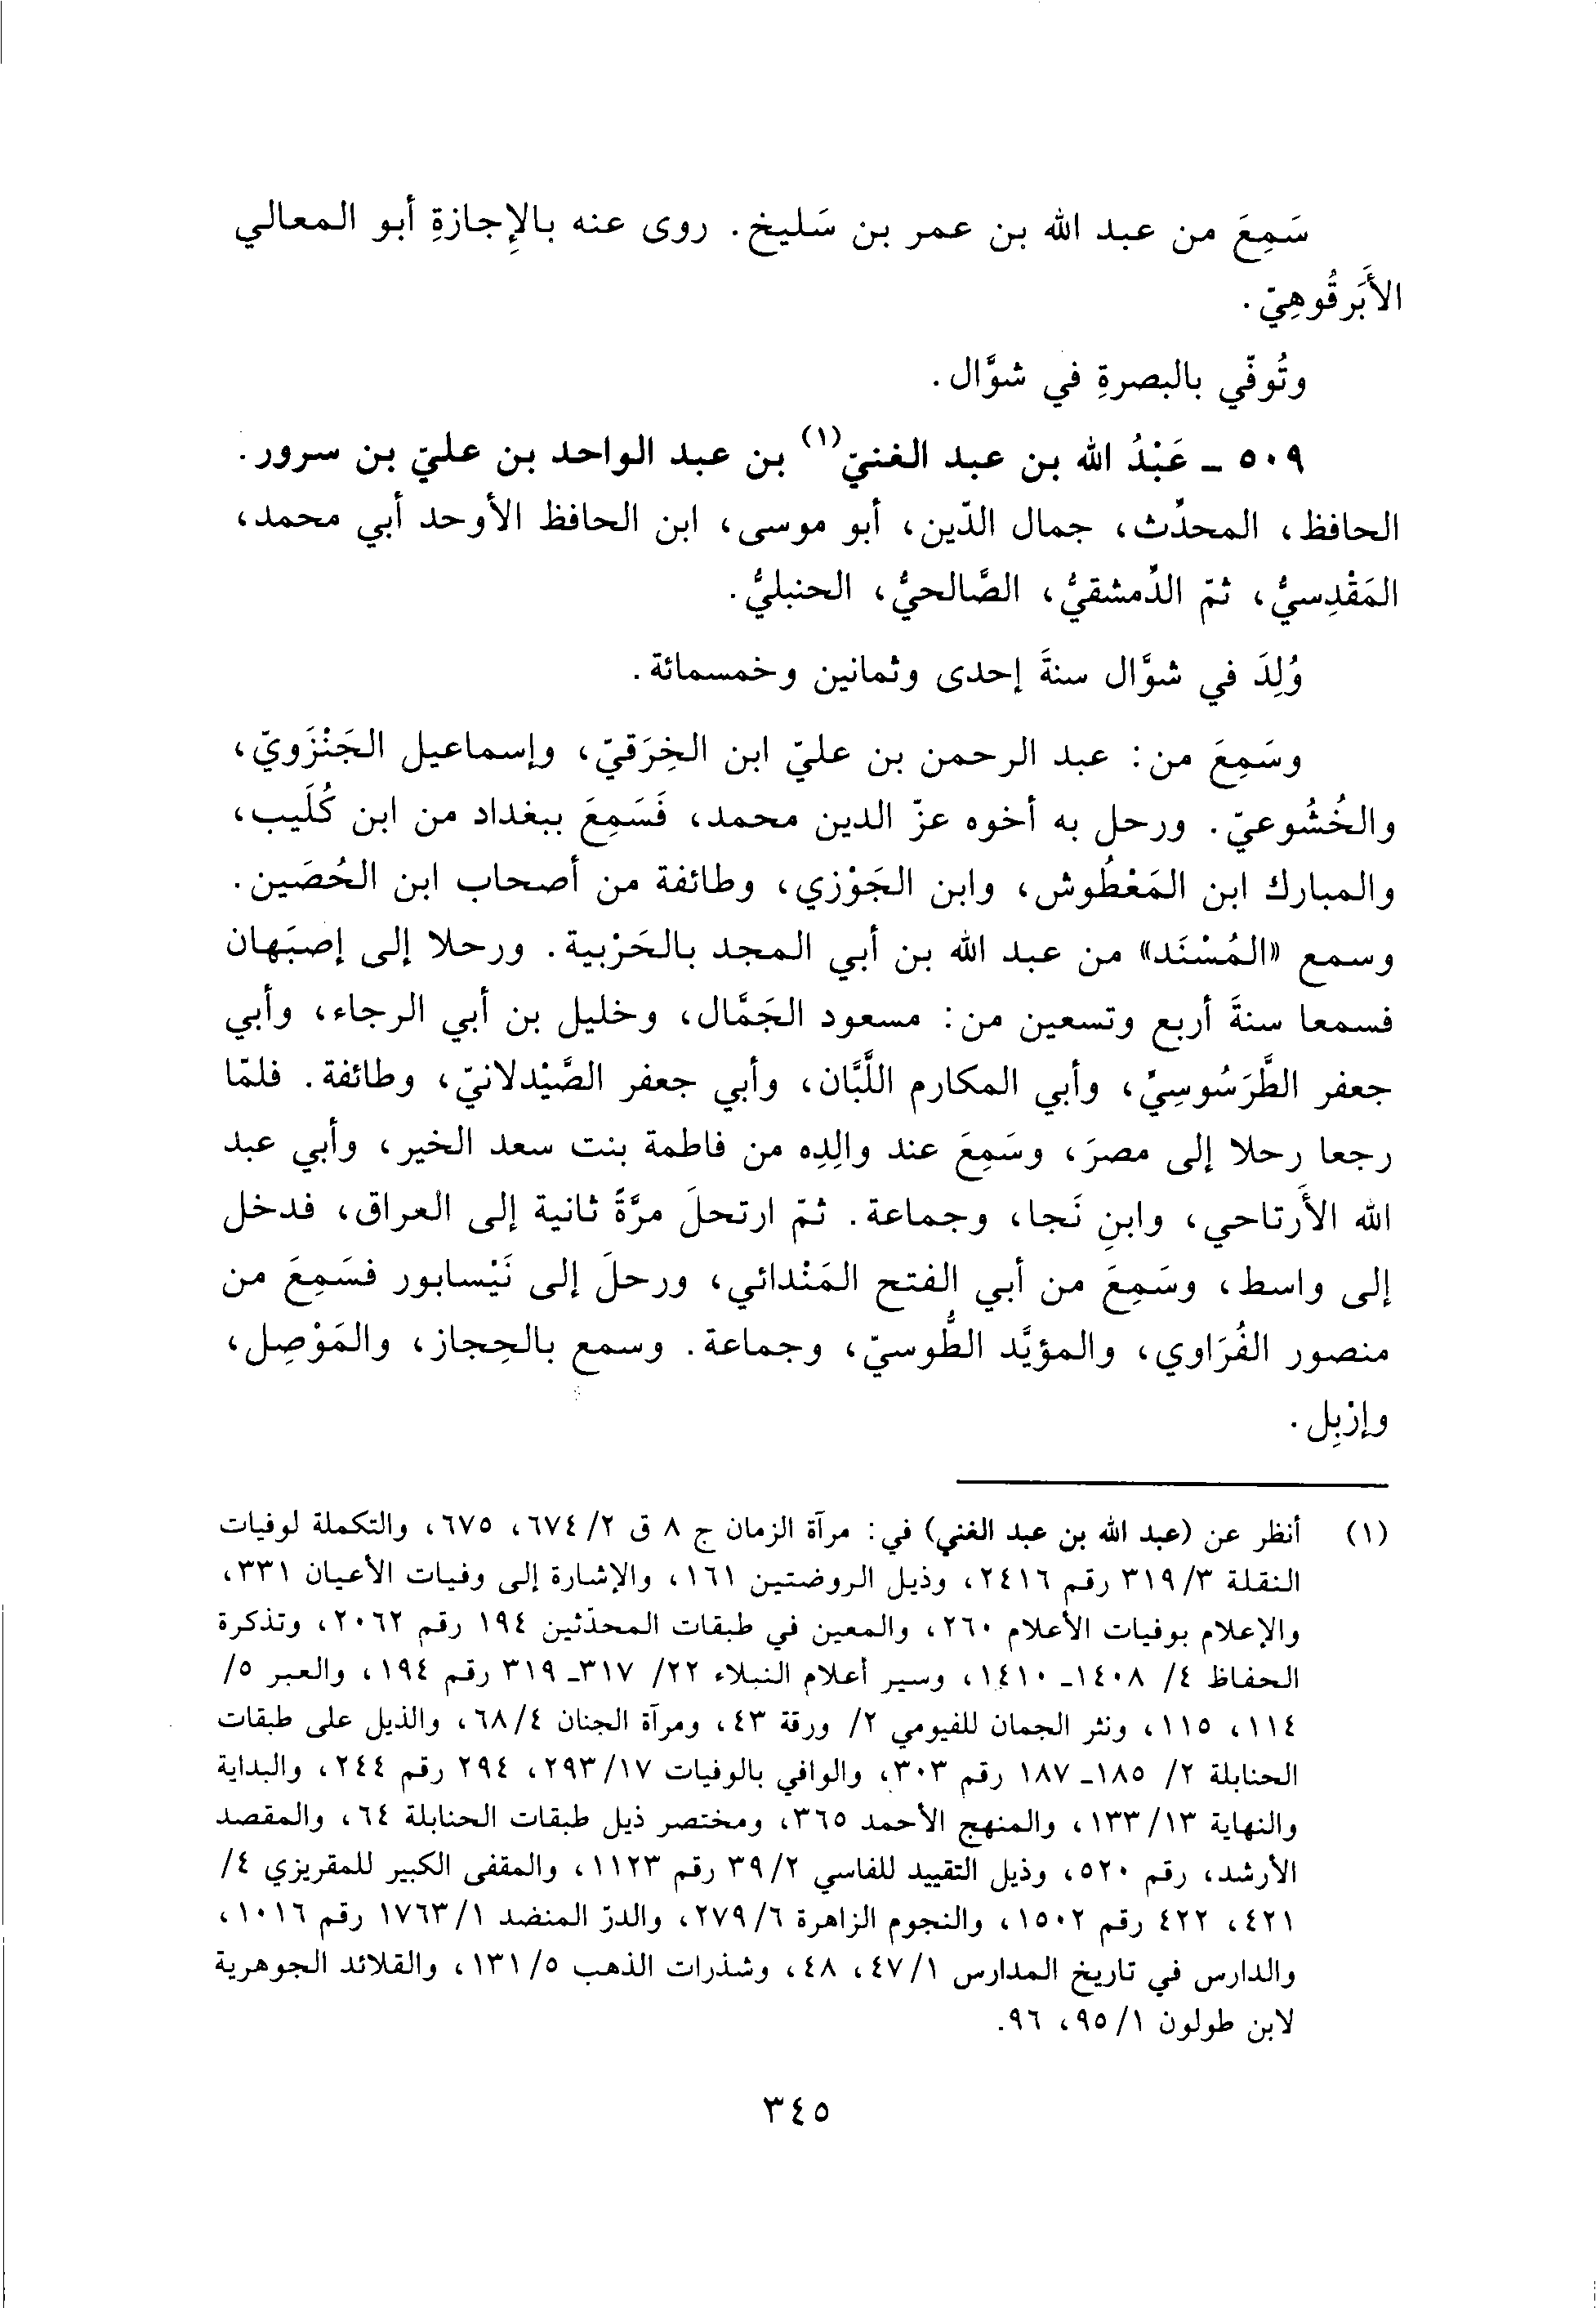 سَمِعَ من عبد الله بن عمر بن سَليخ. روى عنه بالإِجازةِ أبو المعالي
الأَبَرقُوهِيّ.
وتُوفّي بالبصرةِ في شوَّال.
٥٠٩ ـ عَبْدُ الله بن عبد الغنيّ(١) بن عبد الواحد بن عليّ بن سرور.
الحافظ، المحدِّث، جمال الدّين، أبو موسى، ابن الحافظ الأوحد أبي محمد،
المَقْدِسيُّ، ثمّ الدِّمشقيُّ، الصَّالحيُّ، الحنبليُّ.
وُلِدَ في شوَّال سنةَ إحدى وثمانين وخمسمائة.
وسَمِعَ من: عبد الرحمن بن عليّ ابن الخِرَقيّ، وإسماعيل الجَنْزَويّ،
والخُشُوعيّ. ورحل به أخوه عزّ الدين محمد، فَسَمِعَ ببغداد من ابن كُلَيب،
والمبارك ابن المَعْطُوش، وابن الجَوْزي، وطائفة من أصحاب ابن الحُصَين.
وسمع «المُسْنَد» من عبد الله بن أبي المجد بالحَرْبية. ورحلا إلى إصبَهان
فسمعا سنةَ أربع وتسعين من: مسعود الجَمَّال، وخليل بن أبي الرجاء، وأبي
جعفر الطَّرَسُوسِيِّ، وأبي المكارم اللَّبَّان، وأبي جعفر الصَّيْدلانيّ، وطائفة. فلمّا
رجعا رحلا إلى مصرَ، وسَمِعَ عند والِدِه من فاطمة بنت سعد الخير، وأبي عبد
الله الأَرتاحي، وابنِ نَجا، وجماعة. ثمّ ارتحلَ مرَّةً ثانية إلى العراق، فدخل
إلى واسط، وسَمِعَ من أبي الفتح المَنْدائي، ورحلَ إلى نَيْسابور فسَمِعَ من
منصور الفُرَاوي، والمؤيَّد الطُّوسيّ، وجماعة. وسمع بالحِجاز، والمَوْصِل،
وإرْبِل.
(١) أنظر عن (عبد الله بن عبد الغني) في: مرآة الزمان ج ٨ ق ٢/ ٦٧٤، ٦٧٥، والتكملة لوفيات
النقلة ٣/ ٣١٩ رقم ٢٤١٦، وذيل الروضتين ١٦١، والإشارة إلى وفيات الأعيان ٣٣١،
والإعلام بوفيات الأعلام ٢٦٠، والمعين في طبقات المحدّثين ١٩٤ رقم ٢٠٦٢، وتذكرة
الحفاظ ٤/ ١٤٠٨ـ ١٤١٠، وسير أعلام النبلاء ٢٢/ ٣١٧ـ ٣١٩ رقم ١٩٤، والعبر ٥/
١١٤، ١١٥، ونثر الجمان للفيومي ٢/ ورقة ٤٣، ومرآة الجنان ٤/ ٦٨، والذيل على طبقات
الحنابلة ٢/ ١٨٥ـ ١٨٧ رقم ٣٠٣، والوافي بالوفيات ١٧/ ٢٩٣، ٢٩٤ رقم ٢٤٤، والبداية
والنهاية ١٣/ ١٣٣، والمنهج الأحمد ٣٦٥، ومختصر ذيل طبقات الحنابلة ٦٤، والمقصد
الأرشد، رقم ٥٢٠، وذيل التقييد للفاسي ٢/ ٣٩ رقم ١١٢٣، والمقفى الكبير للمقريزي ٤/
٤٢١، ٤٢٢ رقم ١٥٠٢، والنجوم الزاهرة ٦/ ٢٧٩، والدرّ المنضد ١/ ١٧٦٣ رقم ١٠١٦،
والدارس في تاريخ المدارس ١/ ٤٧، ٤٨، وشذرات الذهب ٥/ ١٣١، والقلائد الجوهرية
لابن طولون ١/ ٩٥، ٩٦.
٣٤٥